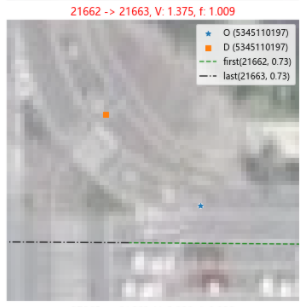 21662 -> 21663, V: 1.375, f: 1.009
O (5345110197)
D (5345110197)
first(21662, 0.73)
last(21663, 0.73)